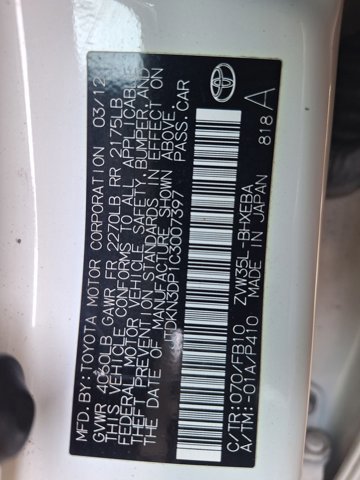 MFD.BY:TOYOTA MOTOR CORPORATION 03/12
GVWR 4060LB GAWR FR 2270LB RR 2175LB
THIS VEHICLE CONFORMS TO ALL APPLICABLE
FEDERAL MOTOR VEHICLE SAFETY, BUMPER, AND
THEFT PREVENTION STANDARDS IN EFFECT ON
THE DATE OF MANUFACTURE SHOWN ABOVE.
JTDKN3DP1C3007397 PASS.CAR
C/TR:070/FB10 ZVW35L-BHXEBA
A/TM:-01A/P410 MADE IN JAPAN 818A